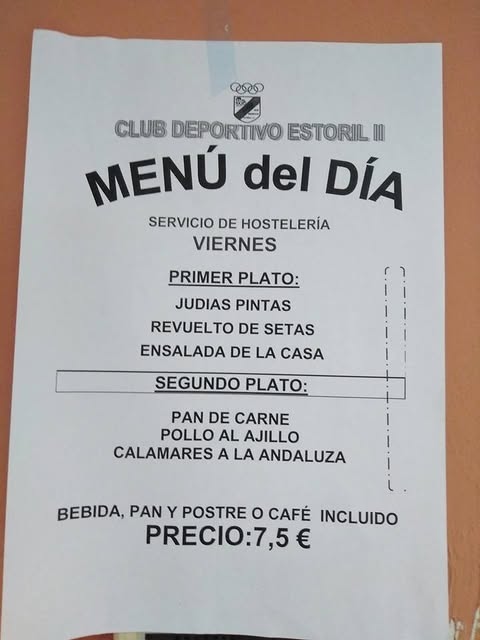 CLUB DEPORTIVO ESTORIL II
MENÚ del DÍA
SERVICIO DE HOSTELERÍA
VIERNES
PRIMER PLATO:
JUDIAS PINTAS
REVUELTO DE SETAS
ENSALADA DE LA CASA
SEGUNDO PLATO:
PAN DE CARNE
POLLO AL AJILLO
CALAMARES A LA ANDALUZA
BEBIDA, PAN Y POSTRE O CAFÉ INCLUIDO
PRECIO:7,5 €